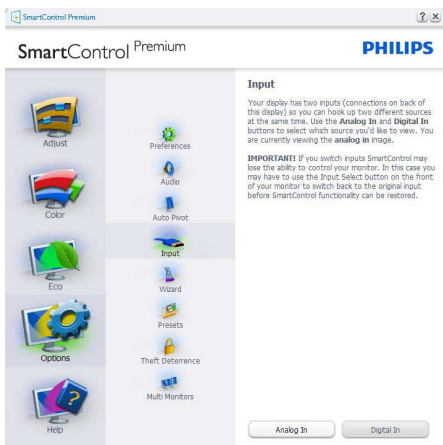 SmartControl Premium
? X
SmartControl Premium
PHILIPS
Adjust
Color
Eco
Options
Help
Preferences
Audio
Auto Pivot
Input
Wizard
Presets
Theft Deterrence
Multi Monitors
Input
Your display has two inputs (connections on back of
this display) so you can hook up two different sources
at the same time. Use the Analog In and Digital In
buttons to select which source you'd like to view. You
are currently viewing the analog in image.
IMPORTANT! If you switch inputs SmartControl may
lose the ability to control your monitor. In this case you
may have to use the Input Select button on the front
of your monitor to switch back to the original input
before SmartControl functionality can be restored.
Analog In
Digital In